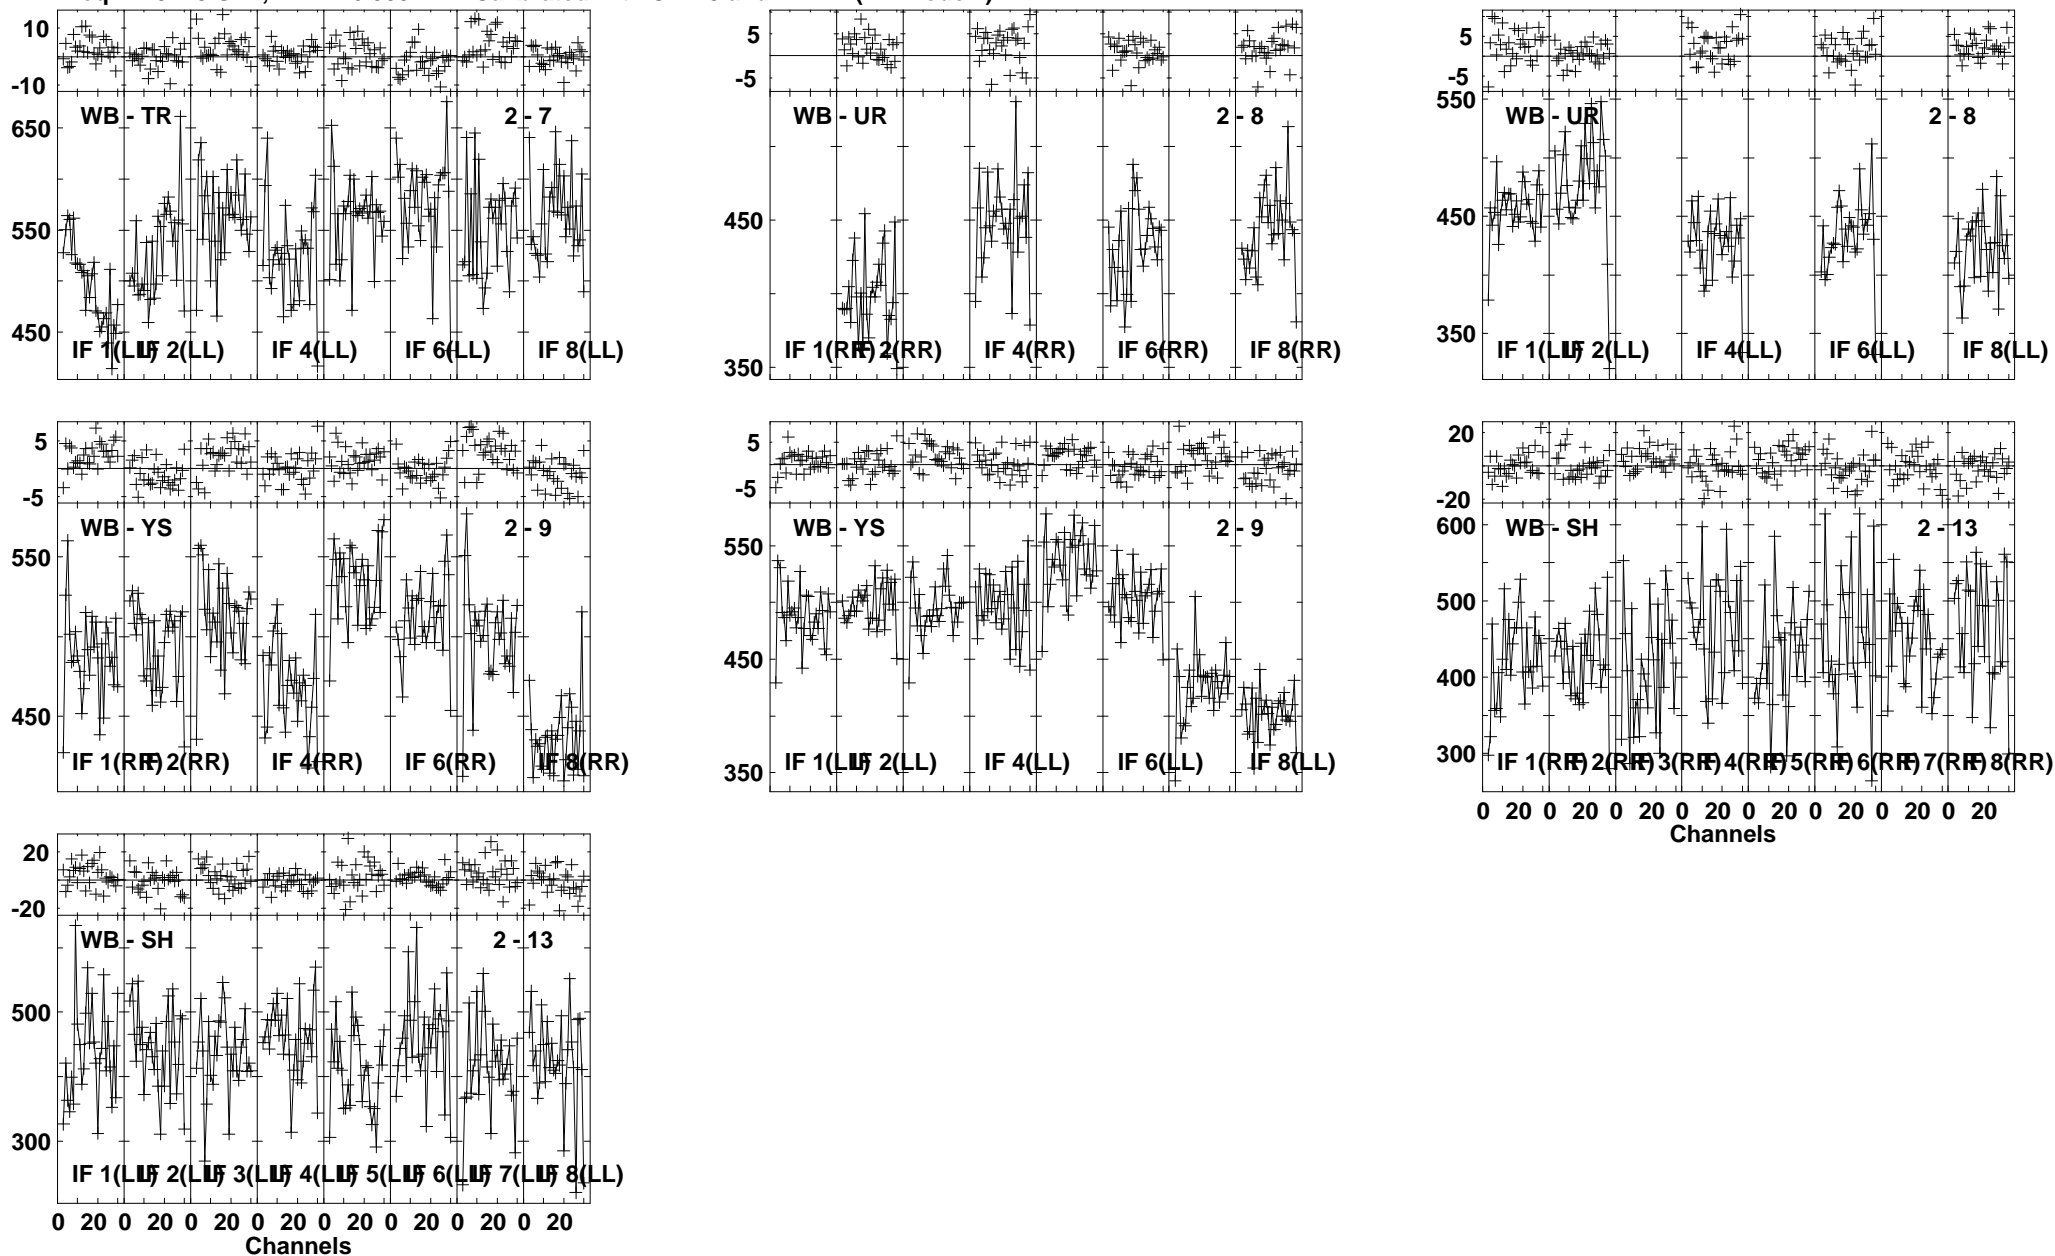 10
-10
WB - TR 2 - 7
650
550
450
IF 1(LL) IF 2(LL) IF 4(LL) IF 6(LL) IF 8(LL)
5
-5
WB - UR 2 - 8
450
350
IF 1(RR) IF 2(RR) IF 4(RR) IF 6(RR) IF 8(RR)
5
-5
550
WB - UR 2 - 8
450
350
IF 1(LL) IF 2(LL) IF 4(LL) IF 6(LL) IF 8(LL)
5
-5
WB - YS 2 - 9
550
450
IF 1(RR) IF 2(RR) IF 4(RR) IF 6(RR) IF 8(RR)
5
-5
WB - YS 2 - 9
550
450
350
IF 1(LL) IF 2(LL) IF 4(LL) IF 6(LL) IF 8(LL)
20
-20
600
WB - SH 2 - 13
500
400
300
IF 1(RR) IF 2(RR) IF 3(RR) IF 4(RR) IF 5(RR) IF 6(RR) IF 7(RR) IF 8(RR)
0 20 0 20 0 20 0 20 0 20 0 20 0 20 0 20
Channels
20
-20
WB - SH 2 - 13
500
300
IF 1(LL) IF 2(LL) IF 3(LL) IF 4(LL) IF 5(LL) IF 6(LL) IF 7(LL) IF 8(LL)
0 20 0 20 0 20 0 20 0 20 0 20 0 20 0 20
Channels